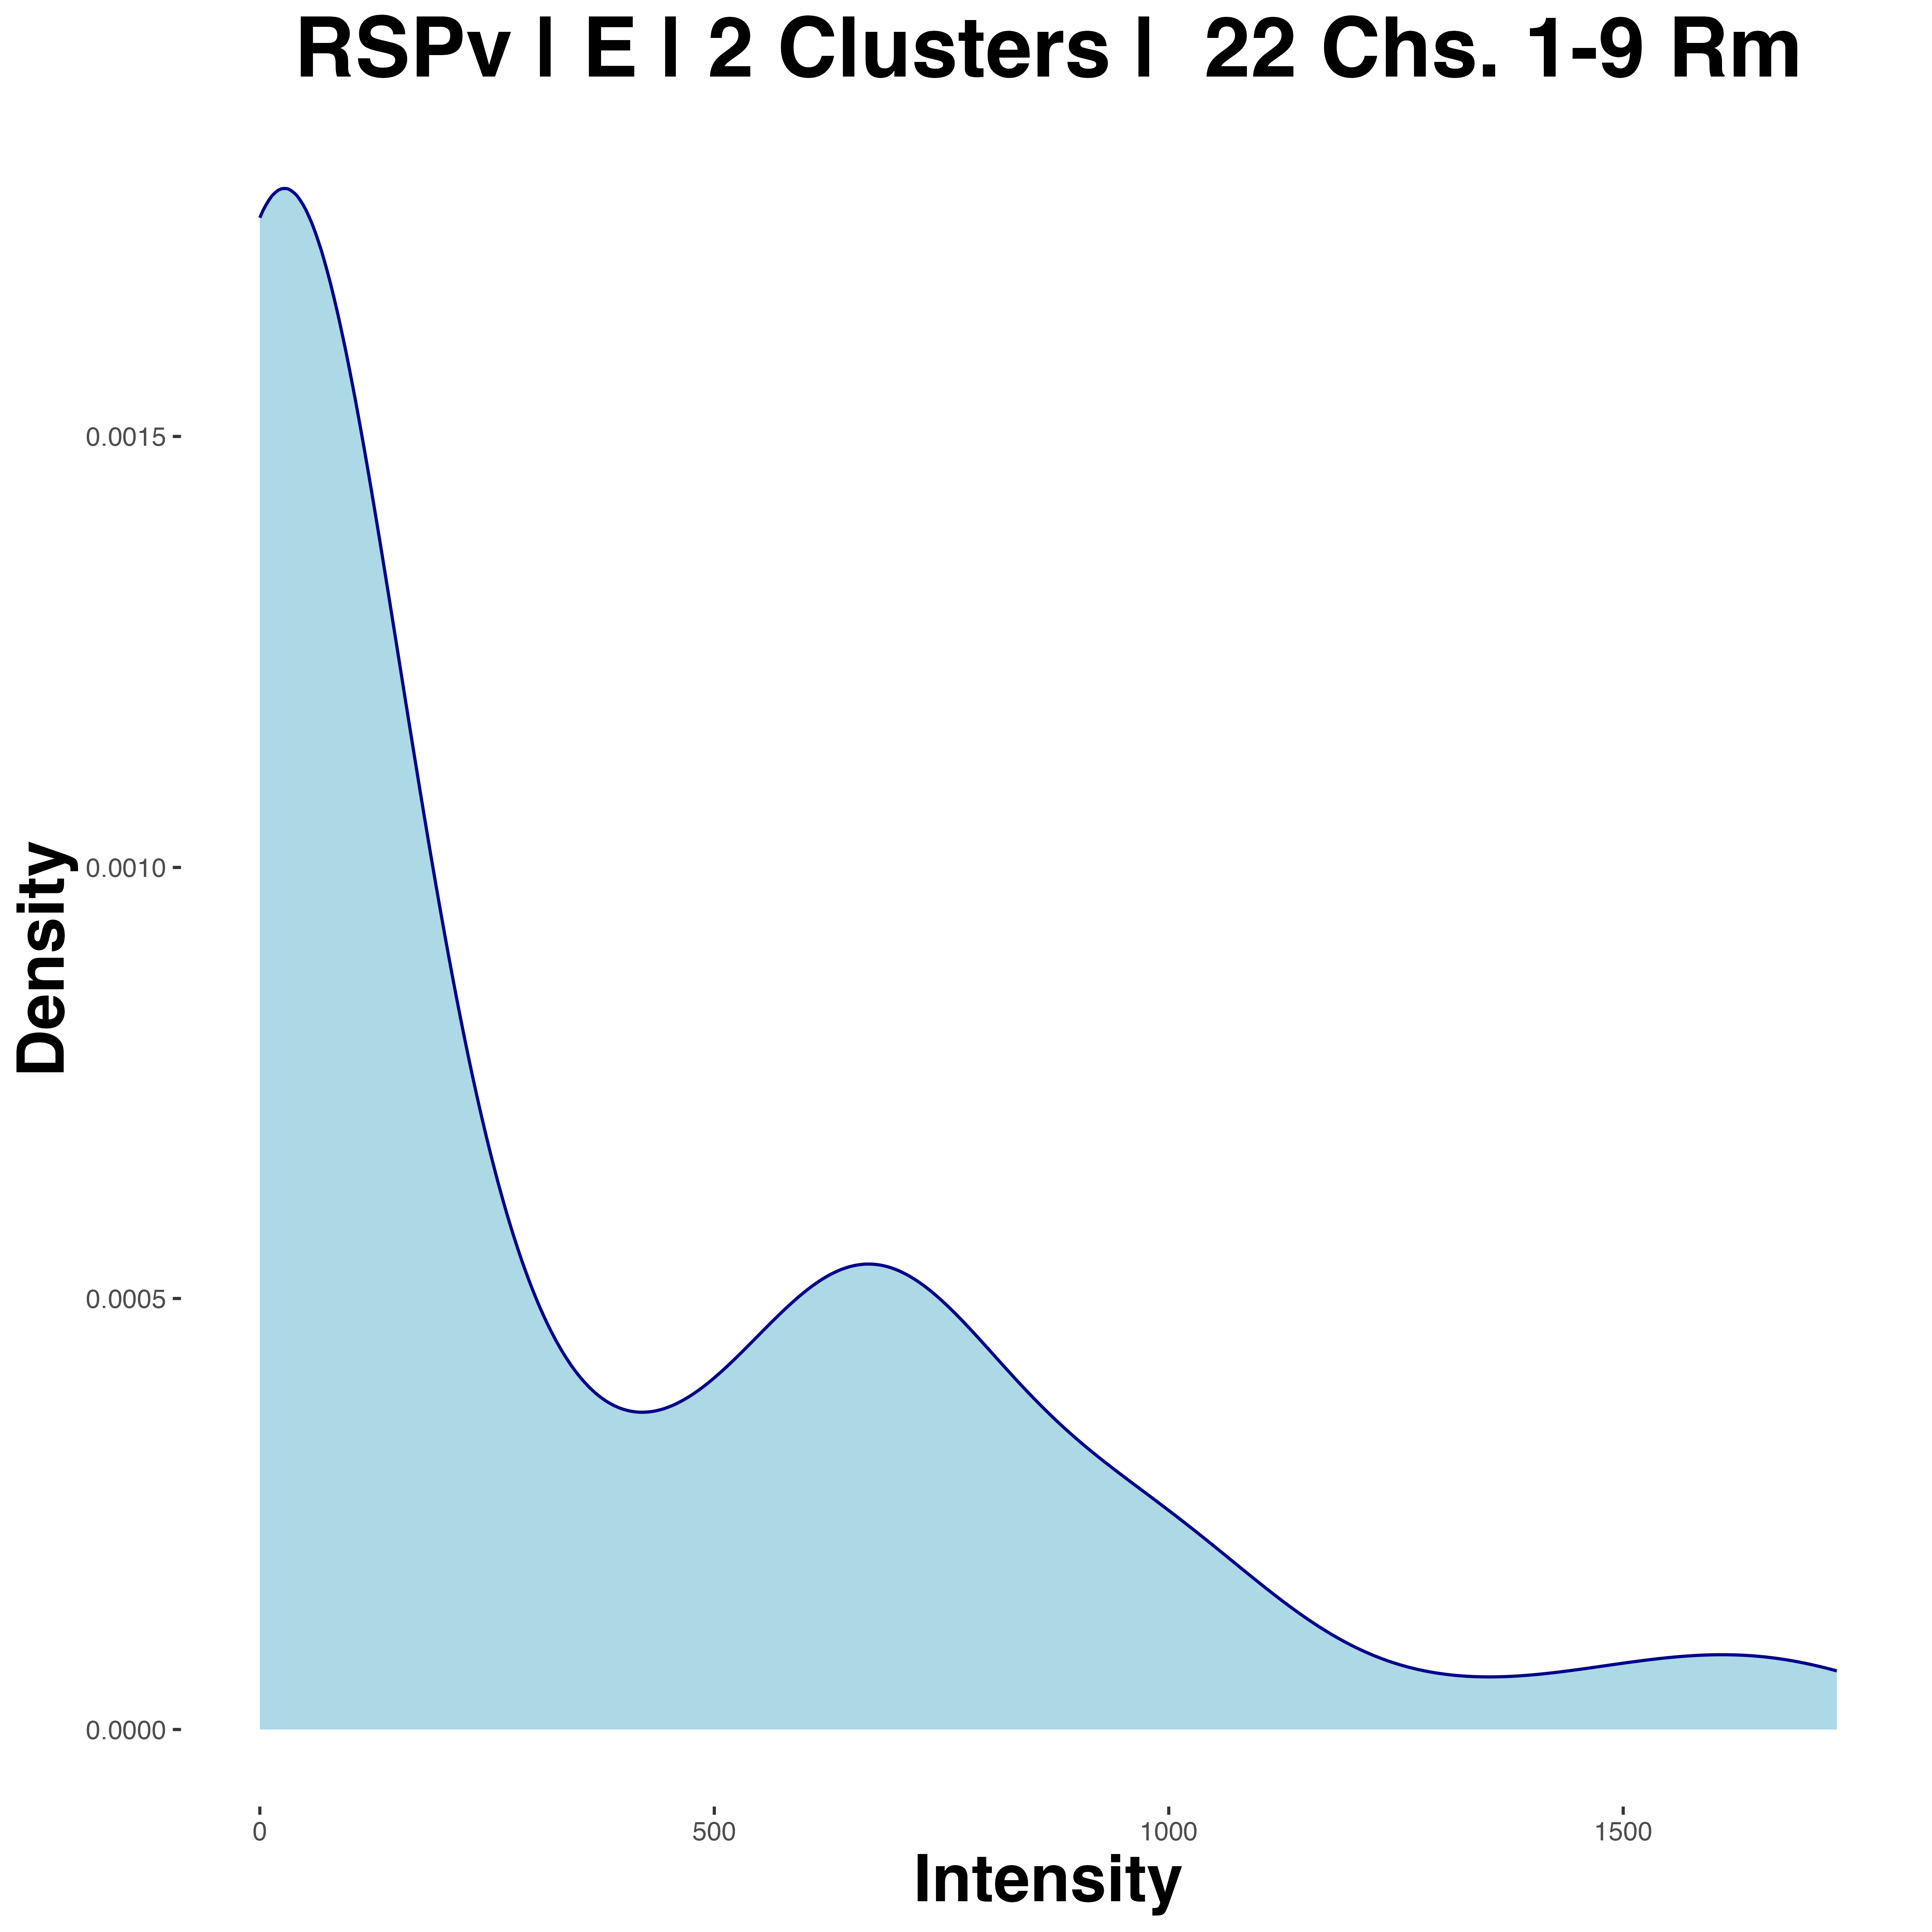 RSPv | E | 2 Clusters |  22 Chs. 1-9 Rm
Density
0.0015
0.0010
0.0005
0.0000
0 500 1000 1500
Intensity